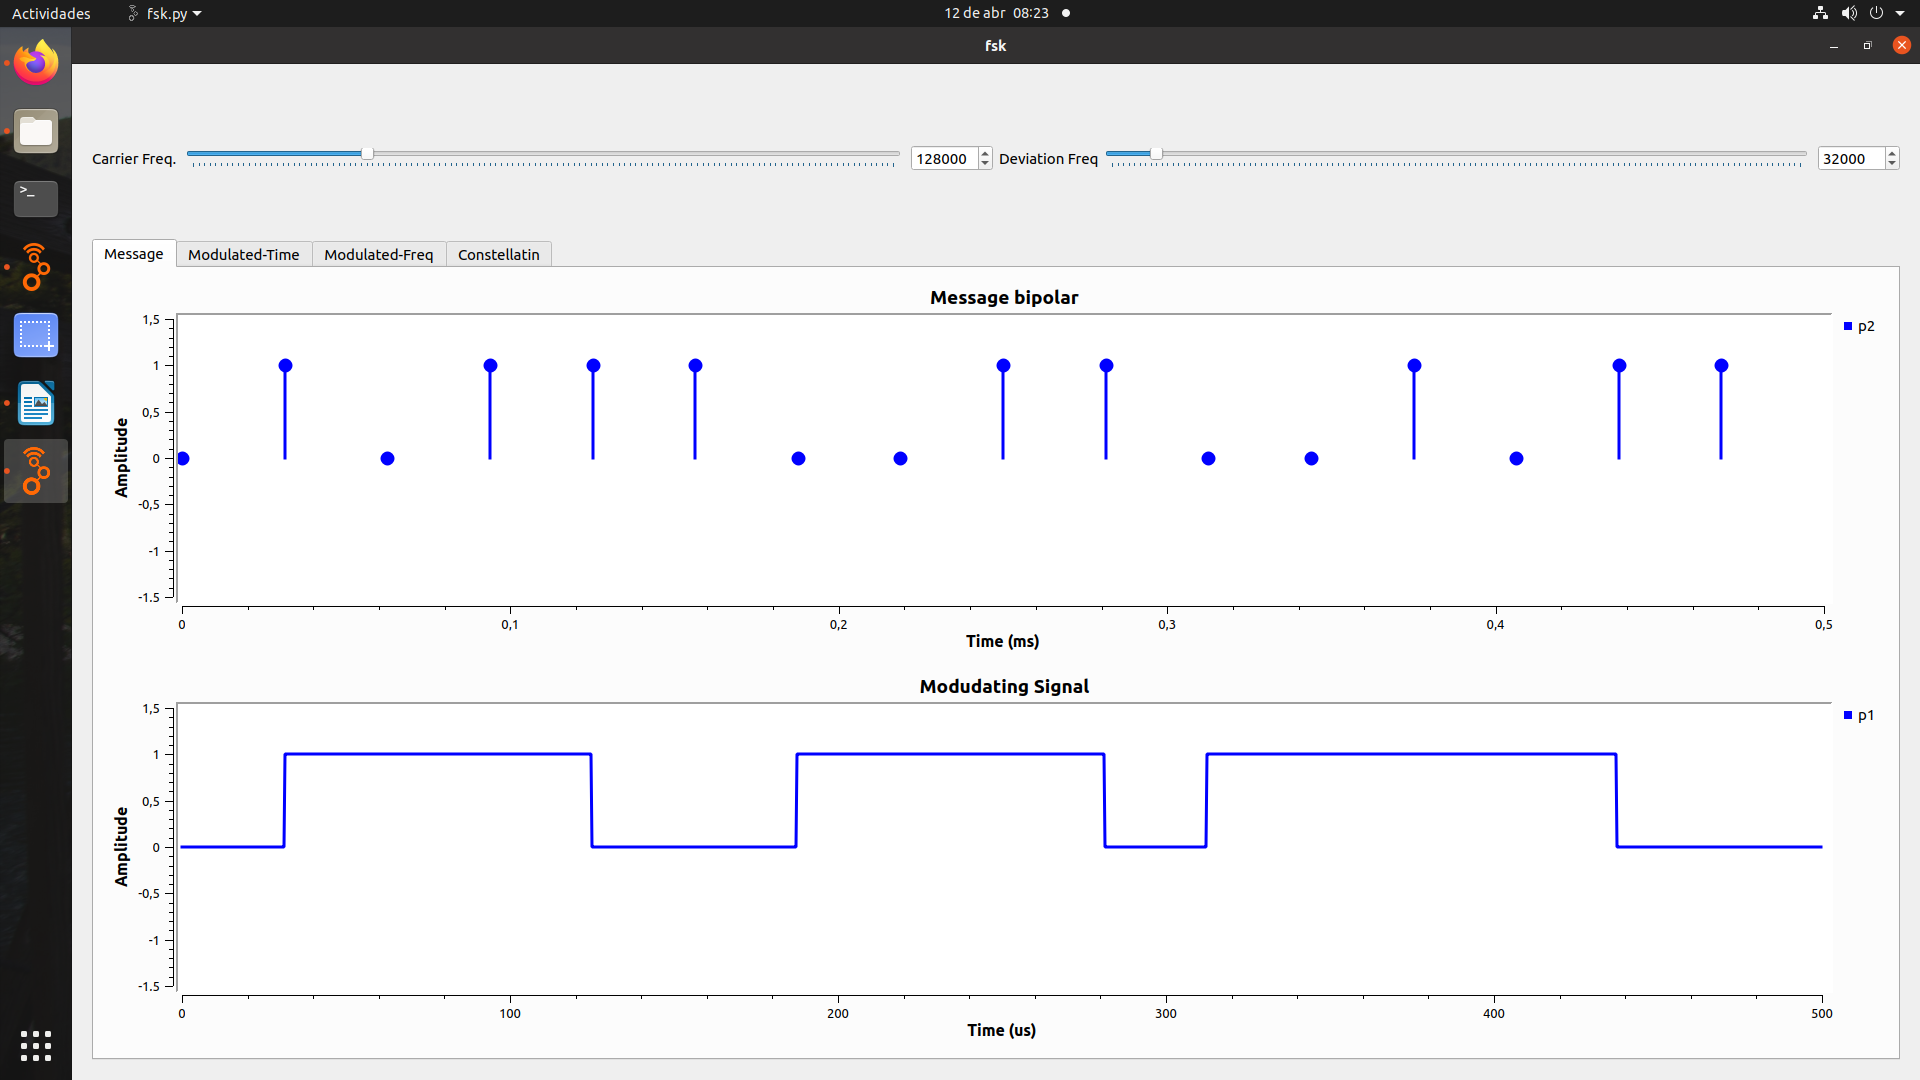 Actividades fsk.py 12 de abr 08:23
fsk
Carrier Freq. 128000 Deviation Freq 32000
Message Modulated-Time Modulated-Freq Constellatin
Message bipolar
p2
1,5
1
0,5
0
-0,5
-1
-1.5
Amplitude
0 0,1 0,2 0,3 0,4 0,5
Time (ms)
Modudating Signal
p1
1,5
1
0,5
0
-0,5
-1
-1.5
Amplitude
0 100 200 300 400 500
Time (us)